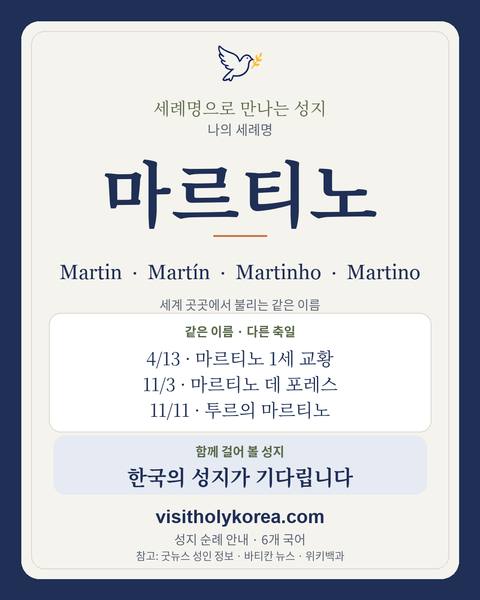 세례명으로 만나는 성지
나의 세례명
마르티노
Martin · Martín · Martinho · Martino
세계 곳곳에서 불리는 같은 이름
같은 이름 · 다른 축일
4/13 · 마르티노 1세 교황
11/3 · 마르티노 데 포레스
11/11 · 투르의 마르티노
함께 걸어 볼 성지
한국의 성지가 기다립니다
visitholykorea.com
성지 순례 안내 · 6개 국어
참고: 굿뉴스 성인 정보 · 바티칸 뉴스 · 위키백과